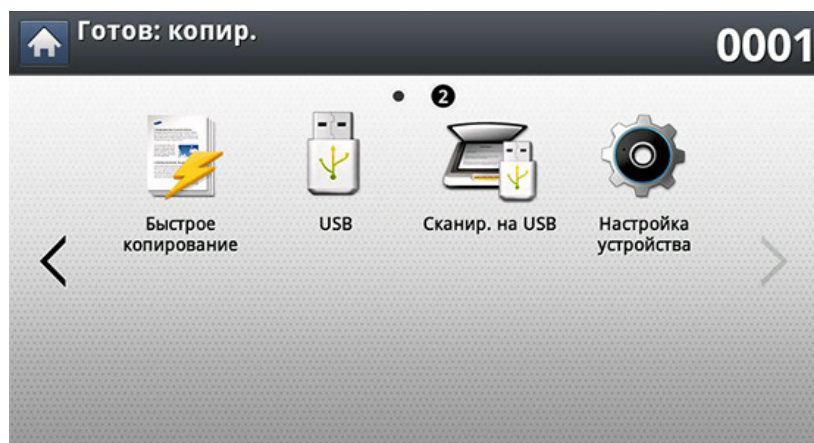 Готов: копир.
0001
2
Быстрое
копирование
USB
Сканир. на USB
Настройка
устройства